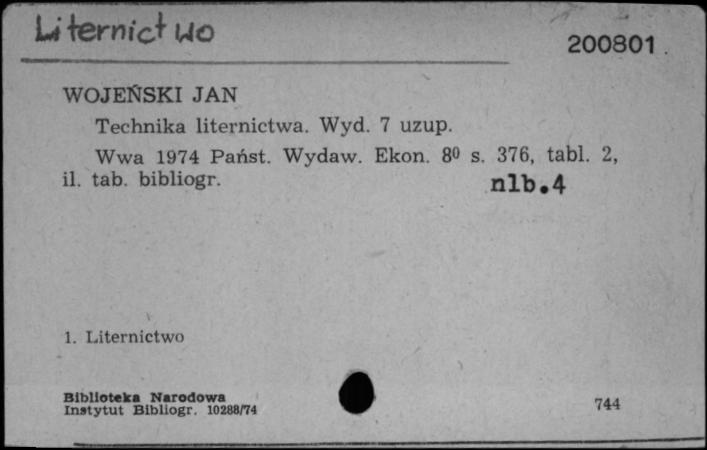 Liternictwo
200801.
WOJEŃSKI JAN
Technika liternictwa. Wyd. 7 uzup.
Wwa 1974 Państ. Wydaw. Ekon. 8⁰ s. 376, tabl. 2,
il. tab. bibliogr.
nlb.4
1. Liternictwo
Biblioteka Narodowa
Instytut Bibliogr. 10288/74
744